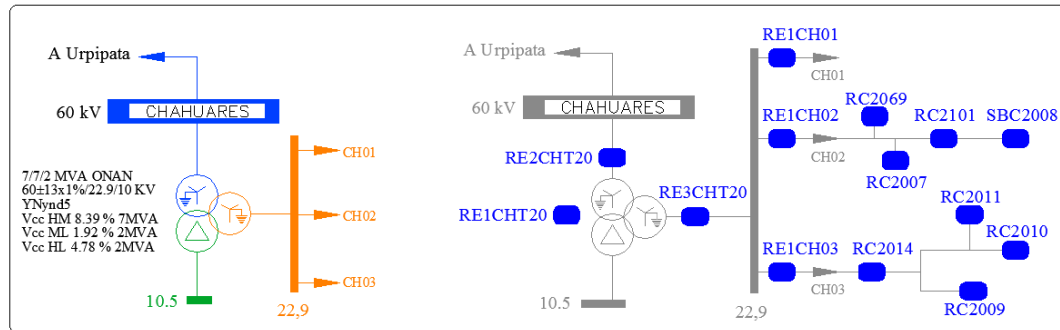 A Urpipata
60 kV
CHAHUARES
7/7/2 MVA ONAN
60±13x1%/22.9/10 KV
YNynd5
Vcc HM 8.39 % 7MVA
Vcc ML 1.92 % 2MVA
Vcc HL 4.78 % 2MVA
CH01
CH02
CH03
10.5
22,9
A Urpipata
60 kV
CHAHUARES
RE2CHT20
RE1CHT20
RE3CHT20
10.5
22,9
RE1CH01
CH01
RE1CH02
CH02
RC2069
RC2007
RC2101
SBC2008
RE1CH03
CH03
RC2014
RC2011
RC2010
RC2009